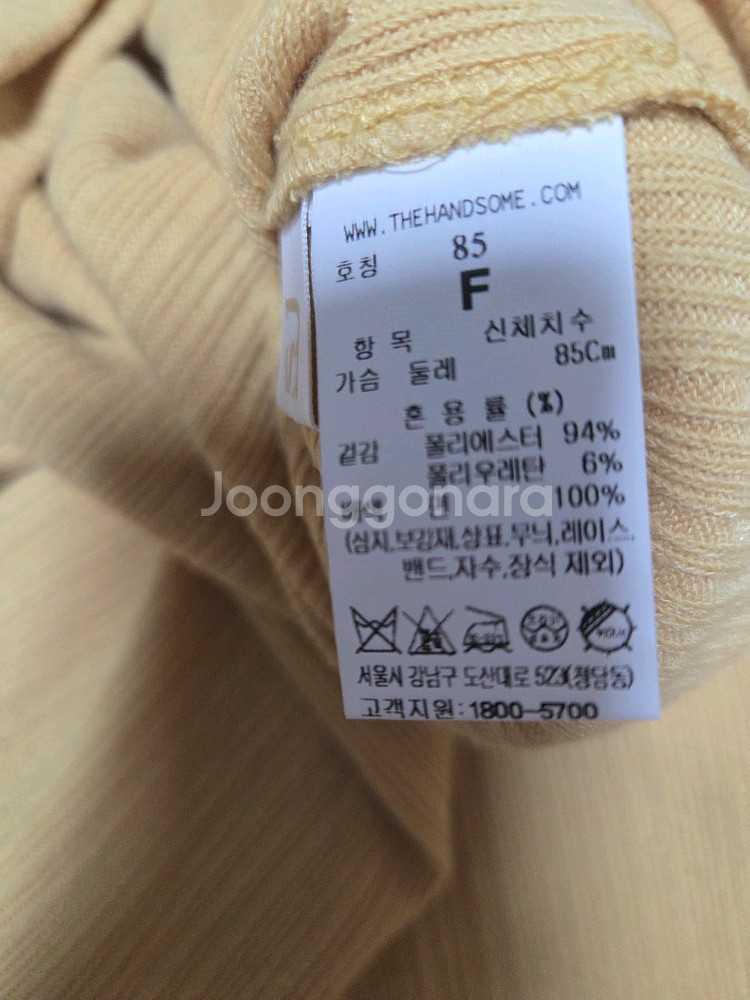 WWW.THEHANDSOME.COM
호칭 85
F
항 목 신체치수
가슴 둘레 85Cm
혼 용 률 (%)
겉감 폴리에스터 94%
폴리우레탄 6%
배색 면 100%
(심지,보강재,상표,무늬,레이스,
밴드,자수,장식 제외)
서울시 강남구 도산대로 523(청담동)
고객지원:1800-5700
Joonggonara